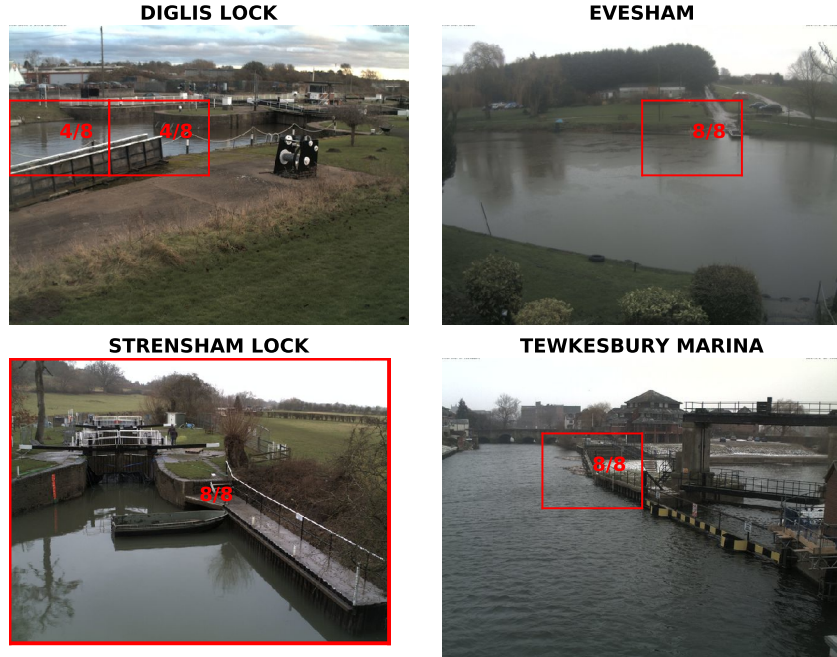 DIGLIS LOCK
EVESHAM
4/8
4/8
8/8
STRENSHAM LOCK
TEWKESBURY MARINA
8/8
8/8